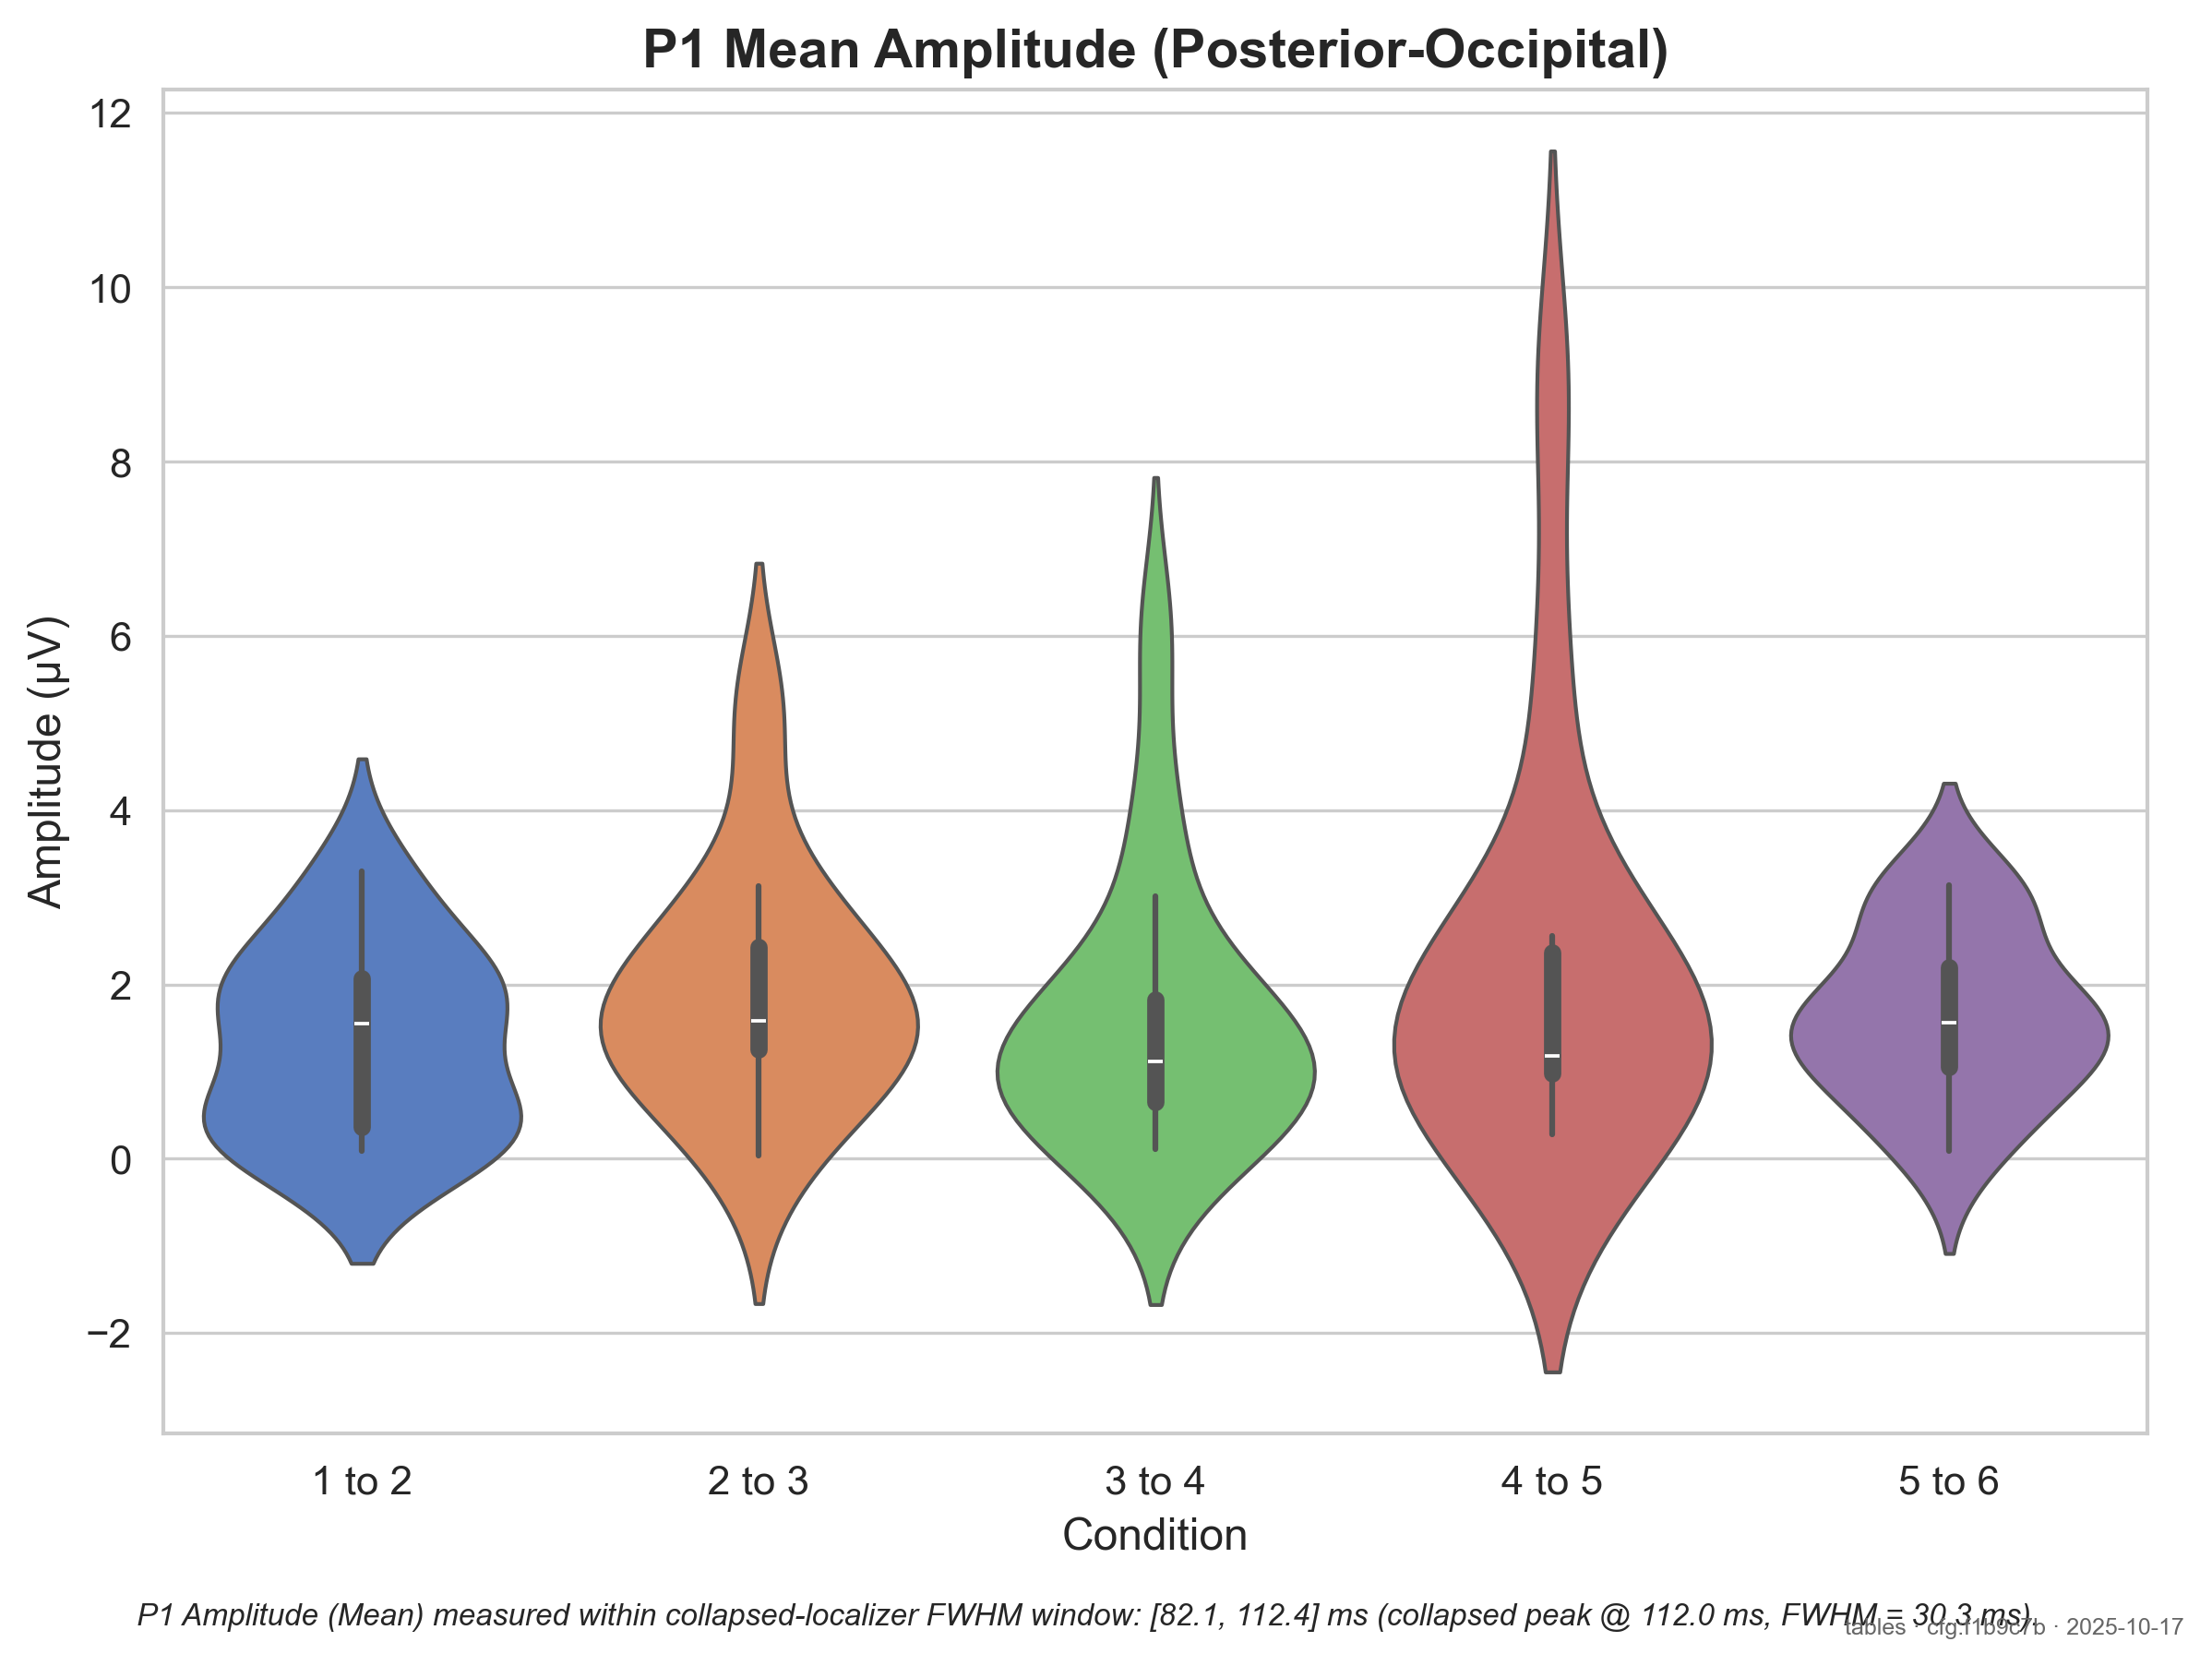 P1 Mean Amplitude (Posterior-Occipital)
12
10
8
6
4
2
0
−2
Amplitude (µV)
1 to 2
2 to 3
3 to 4
4 to 5
5 to 6
Condition
P1 Amplitude (Mean) measured within collapsed-localizer FWHM window: [82.1, 112.4] ms (collapsed peak @ 112.0 ms, FWHM = 30.3 ms).
tables · cfg:f1b9c7b · 2025-10-17